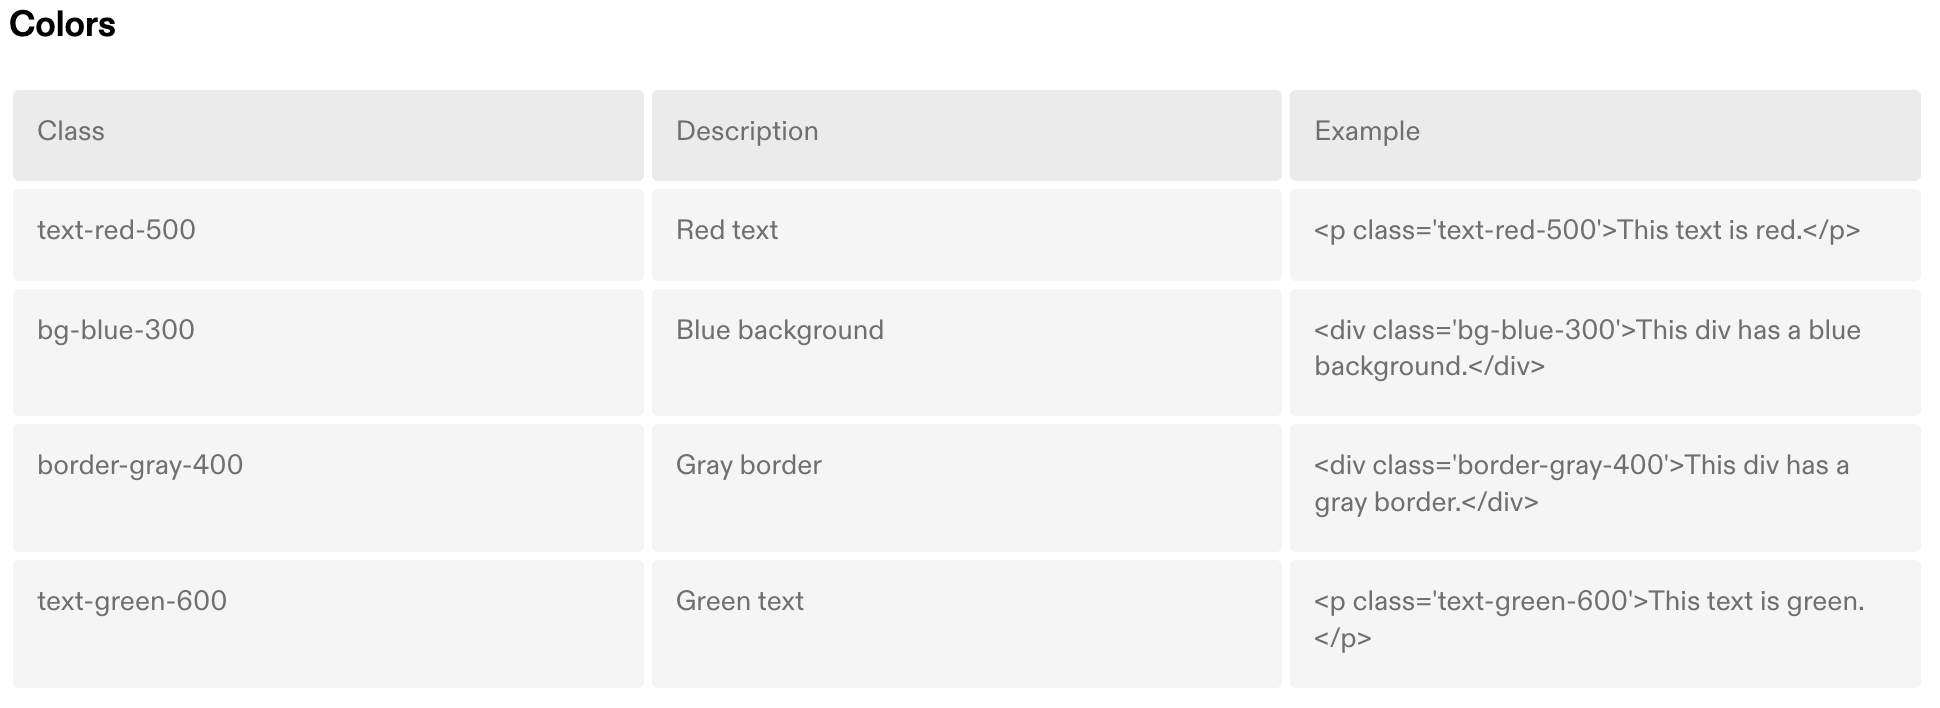 Colors
Class
Description
Example
text-red-500
Red text
<p class='text-red-500'>This text is red.</p>
bg-blue-300
Blue background
<div class='bg-blue-300'>This div has a blue
background.</div>
border-gray-400
Gray border
<div class='border-gray-400'>This div has a
gray border.</div>
text-green-600
Green text
<p class='text-green-600'>This text is green.
</p>